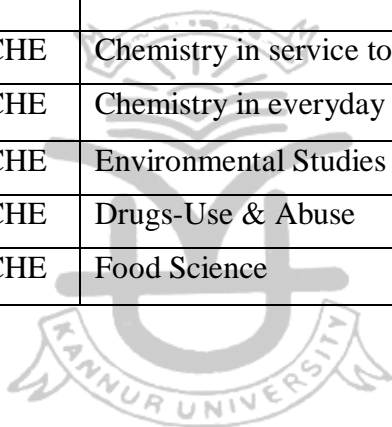 CHE Chemistry in service to
CHE Chemistry in everyday
CHE Environmental Studies
CHE Drugs-Use & Abuse
CHE Food Science
KANNUR UNIVERSITY